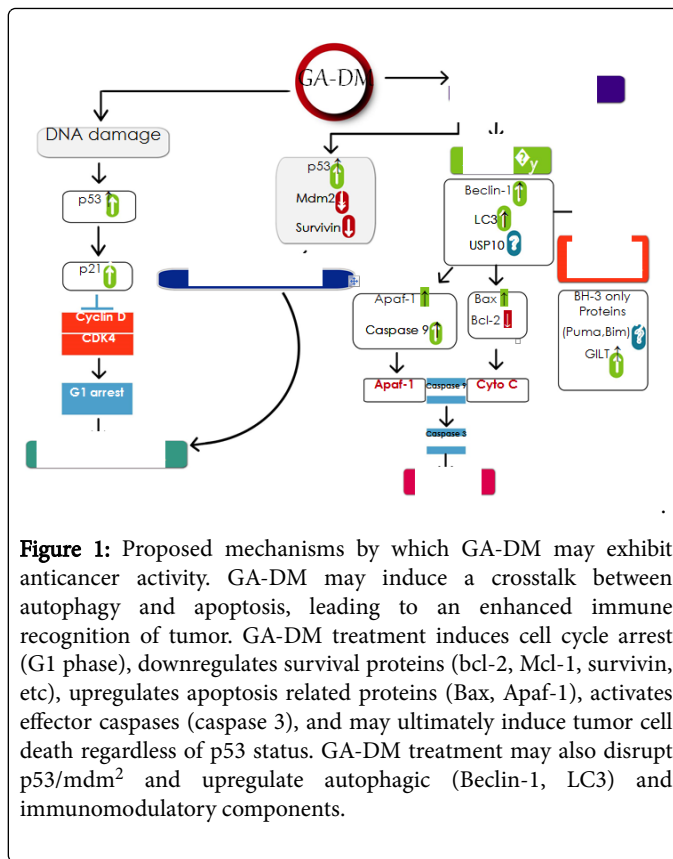 GA-DM
DNA damage
p53
Mdm2
Survivin
p53
p21
Cyclin D
CDK4
G1 arrest
y
Beclin-1
LC3
USP10
Apaf-1
Caspase 9
Bax
Bcl-2
BH-3 only
Proteins
(Puma,Bim)
GILT
Apaf-1
Caspase 9
Cyto C
Caspase 3
.
Figure 1: Proposed mechanisms by which GA-DM may exhibit
anticancer activity. GA-DM may induce a crosstalk between
autophagy and apoptosis, leading to an enhanced immune
recognition of tumor. GA-DM treatment induces cell cycle arrest
(G1 phase), downregulates survival proteins (bcl-2, Mcl-1, survivin,
etc), upregulates apoptosis related proteins (Bax, Apaf-1), activates
effector caspases (caspase 3), and may ultimately induce tumor cell
death regardless of p53 status. GA-DM treatment may also disrupt
p53/mdm² and upregulate autophagic (Beclin-1, LC3) and
immunomodulatory components.